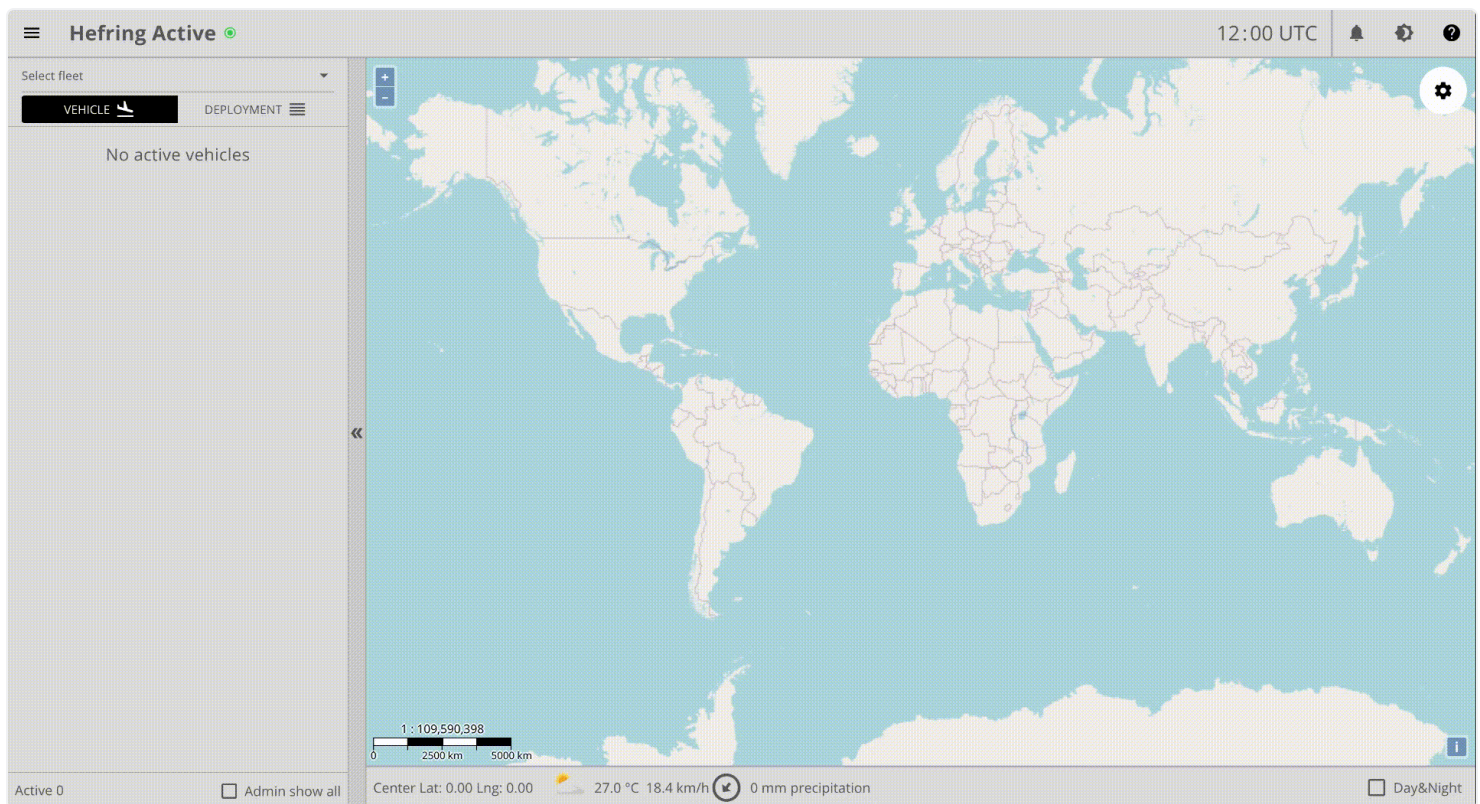 Hefring Active
12:00 UTC
Select fleet
VEHICLE
DEPLOYMENT
No active vehicles
+
-
1 : 109,590,398
0 2500 km 5000 km
i
Active 0
Admin show all
Center Lat: 0.00 Lng: 0.00
27.0 °C 18.4 km/h
0 mm precipitation
Day&Night